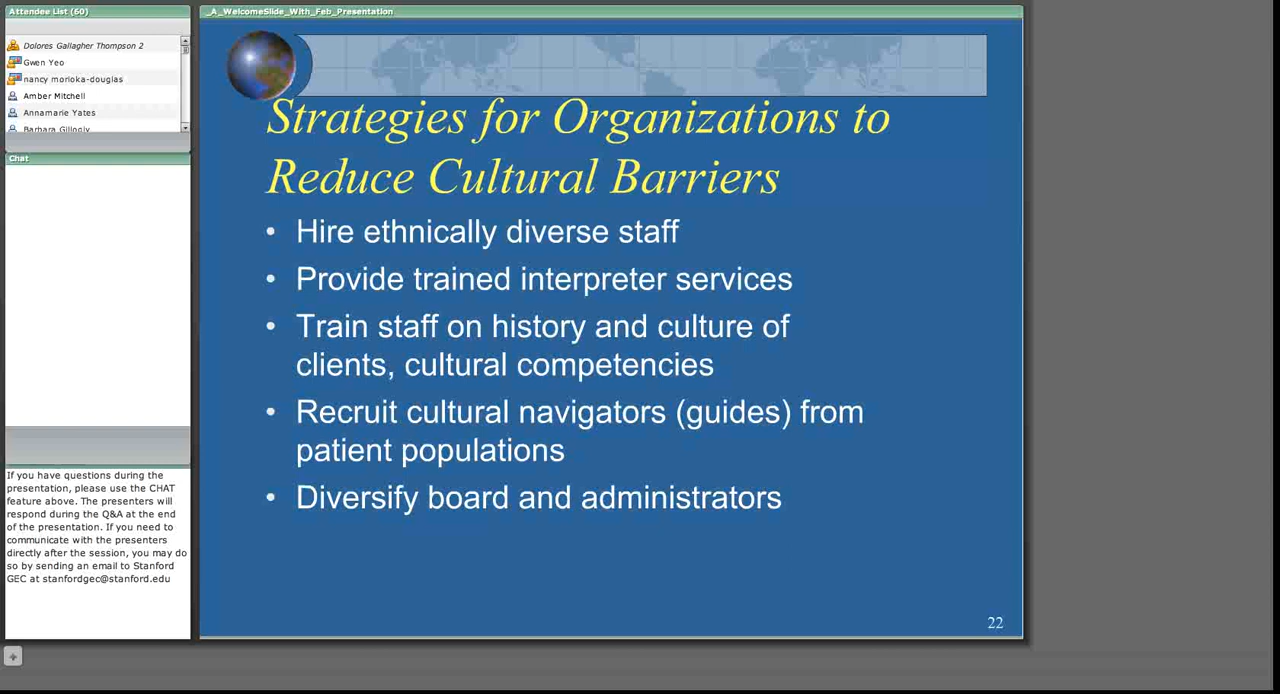 Attendee List (60)
Dolores Gallagher Thompson 2
Gwen Yeo
nancy morioka-douglas
Amber Mitchell
Annamarie Yates
Barbara Gillogly
Chat
If you have questions during the
presentation, please use the CHAT
feature above. The presenters will
respond during the Q&A at the end
of the presentation. If you need to
communicate with the presenters
directly after the session, you may do
so by sending an email to Stanford
GEC at stanfordgec@stanford.edu
_A_WelcomeSlide_With_Feb_Presentation
Strategies for Organizations to
Reduce Cultural Barriers
• Hire ethnically diverse staff
• Provide trained interpreter services
• Train staff on history and culture of
clients, cultural competencies
• Recruit cultural navigators (guides) from
patient populations
• Diversify board and administrators
22